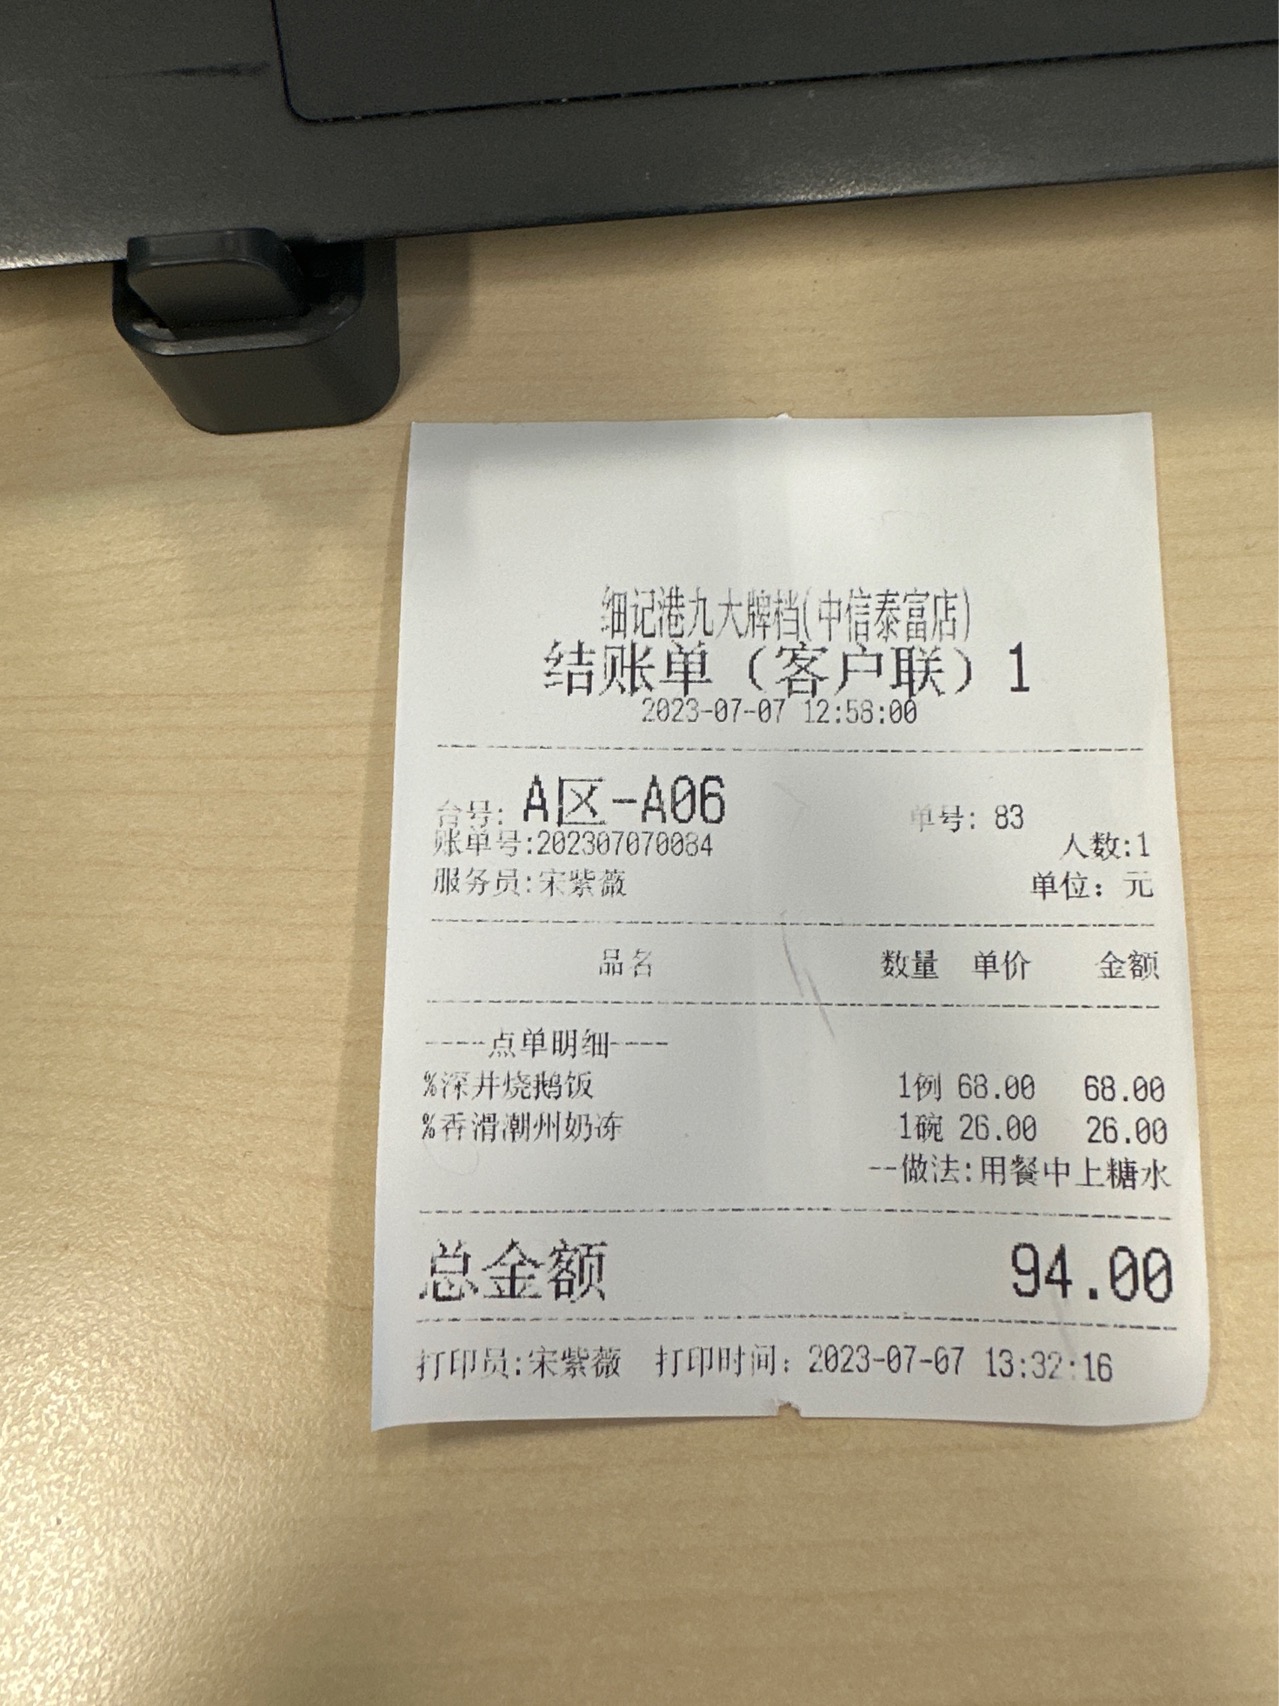 细记港九大牌档(中信泰富店)
结账单（客户联）1
2023-07-07 12:58:00
台号: A区-A06 单号: 83
账单号:202307070084 人数:1
服务员:宋紫薇 单位：元
品名 数量 单价 金额
----点单明细----
%深井烧鹅饭 1例 68.00 68.00
%香滑潮州奶冻 1碗 26.00 26.00
--做法:用餐中上糖水
总金额 94.00
打印员:宋紫薇 打印时间：2023-07-07 13:32:16